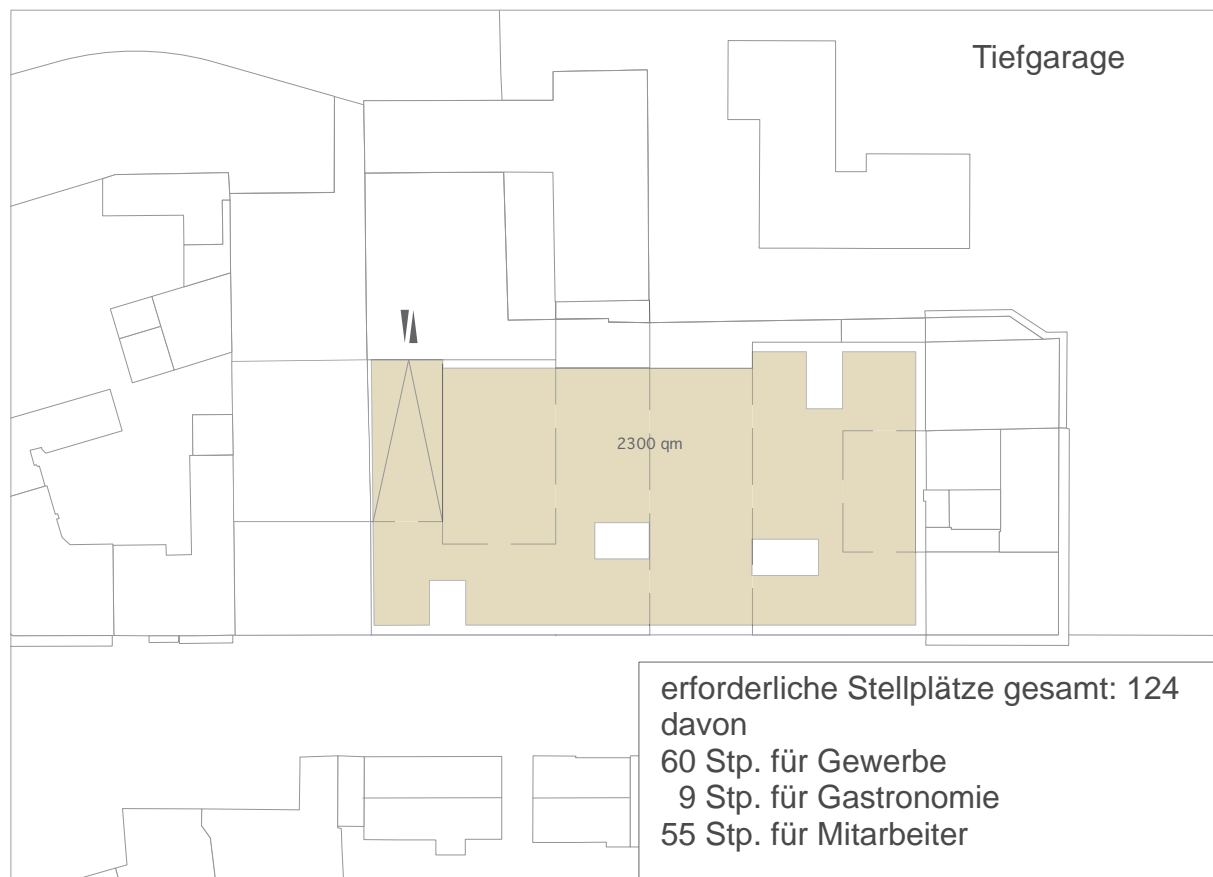 Tiefgarage
2300 qm
erforderliche Stellplätze gesamt: 124
davon
60 Stp. für Gewerbe
9 Stp. für Gastronomie
55 Stp. für Mitarbeiter